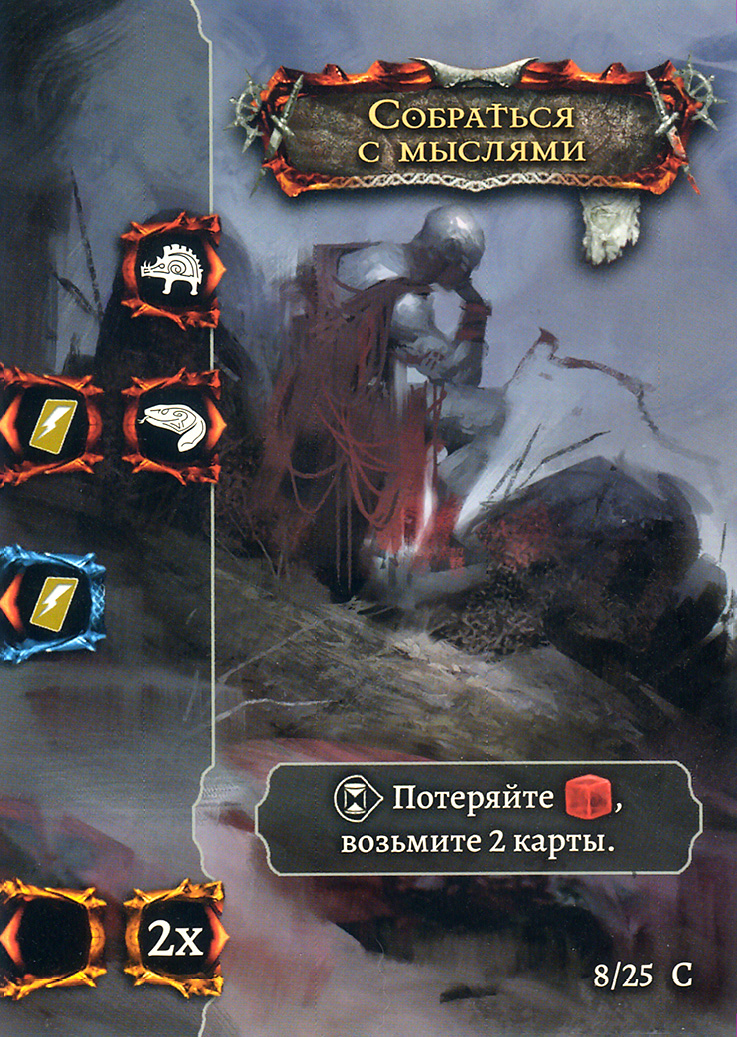 Собраться
с мыслями
Потеряйте ,
возьмите 2 карты.
2x
8/25 C